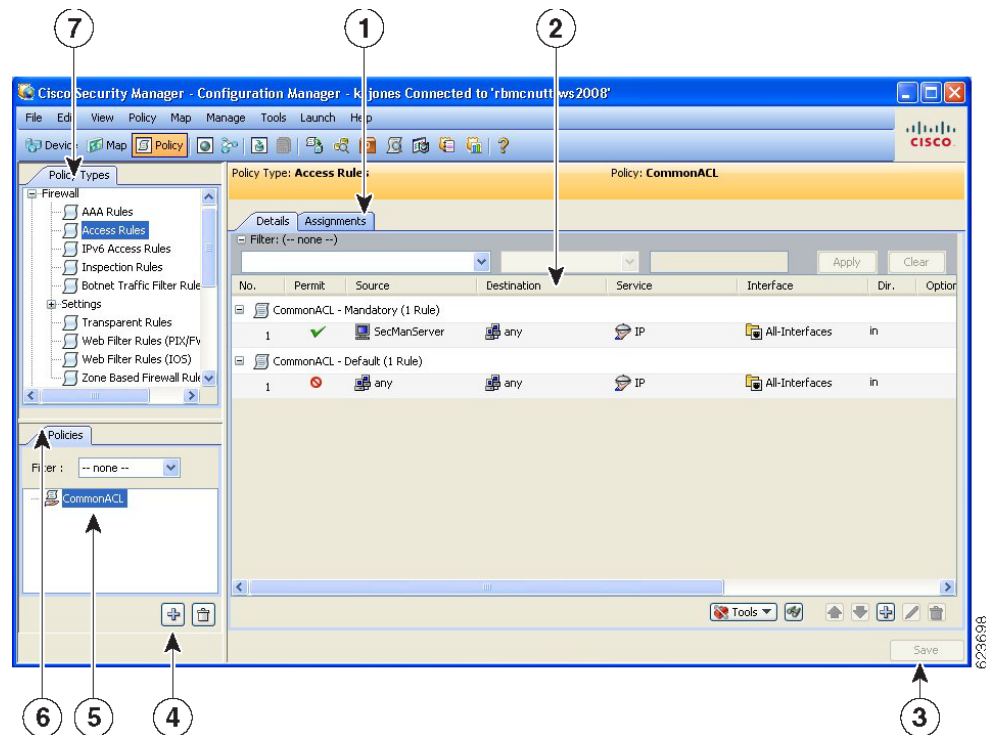 7
1
2
Cisco Security Manager - Configuration Manager - kjones Connected to 'rbmcnutt-ws2008'
File Edit View Policy Map Manage Tools Launch Help
Device Map Policy
CISCO
Policy Types
Firewall
AAA Rules
Access Rules
IPv6 Access Rules
Inspection Rules
Botnet Traffic Filter Rule
Settings
Transparent Rules
Web Filter Rules (PIX/FW
Web Filter Rules (IOS)
Zone Based Firewall Rule
Policy Type: Access Rules Policy: CommonACL
Details Assignments
Filter: (-- none --)
Apply Clear
No. Permit Source Destination Service Interface Dir. Option
CommonACL - Mandatory (1 Rule)
1 SecManServer any IP All-Interfaces in
CommonACL - Default (1 Rule)
1 any any IP All-Interfaces in
Policies
Filter : -- none --
CommonACL
Tools
Save
623698
6
5
4
3